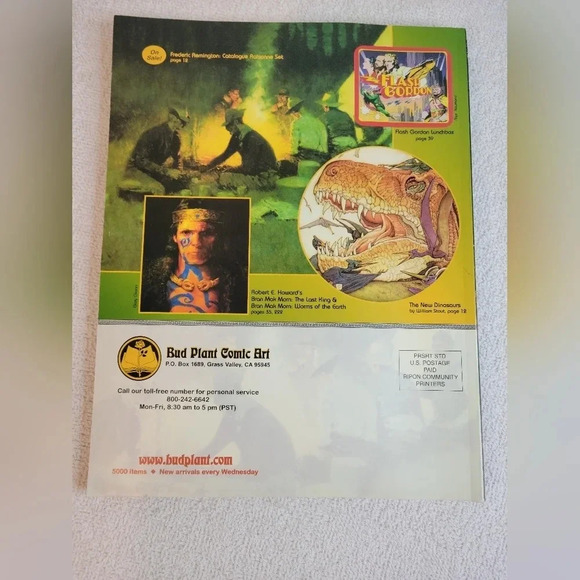 On
Sale!
Frederic Remington: Catalogue Raisonne Set
page 18
FLASH
GORDON
Flash Gordon Lunchbox
page 39
Robert E. Howard's
Bran Mak Morn: The Last King &
Bran Mak Morn: Worms of the Earth
pages 35, 222
The New Dinosaurs
by William Stout, page 18
Bud Plant Comic Art
P.O. Box 1689, Grass Valley, CA 95945
PRSRT STD
U.S. POSTAGE
PAID
RIPON COMMUNITY
PRINTERS
Call our toll-free number for personal service
800-242-6642
Mon-Fri, 8:30 am to 5 pm (PST)
www.budplant.com
5000 Items ◆ New arrivals every Wednesday